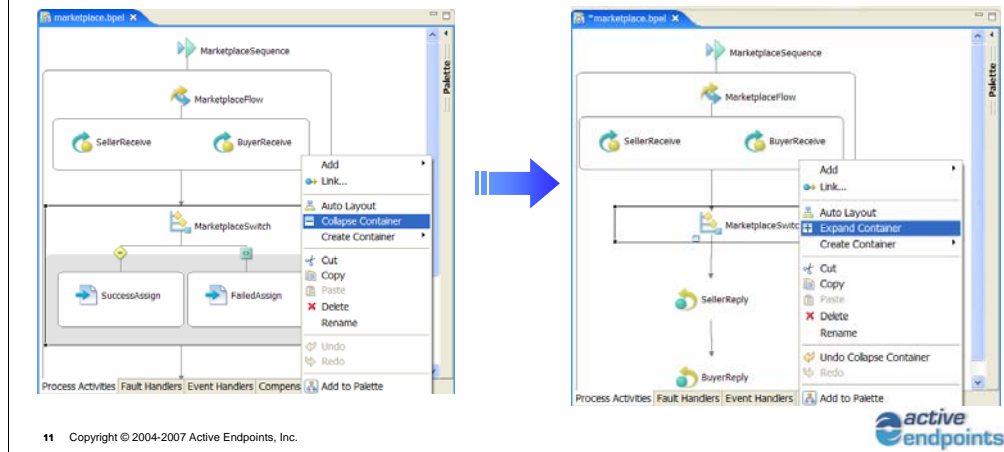 marketplace.bpel
MarketplaceSequence
Palette
MarketplaceFlow
SellerReceive
BuyerReceive
Add
Link...
Auto Layout
Collapse Container
Create Container
MarketplaceSwitch
Cut
Copy
Paste
Delete
Rename
SuccessAssign
FailedAssign
Undo
Redo
Add to Palette
Process Activities Fault Handlers Event Handlers Compens
*marketplace.bpel
MarketplaceSequence
Palette
MarketplaceFlow
SellerReceive
BuyerReceive
Add
Link...
Auto Layout
Expand Container
Create Container
MarketplaceSwitc
Cut
Copy
Paste
Delete
Rename
SellerReply
Undo Collapse Container
Redo
BuyerReply
Add to Palette
Process Activities Fault Handlers Event Handlers
11 Copyright © 2004-2007 Active Endpoints, Inc.
active
endpoints